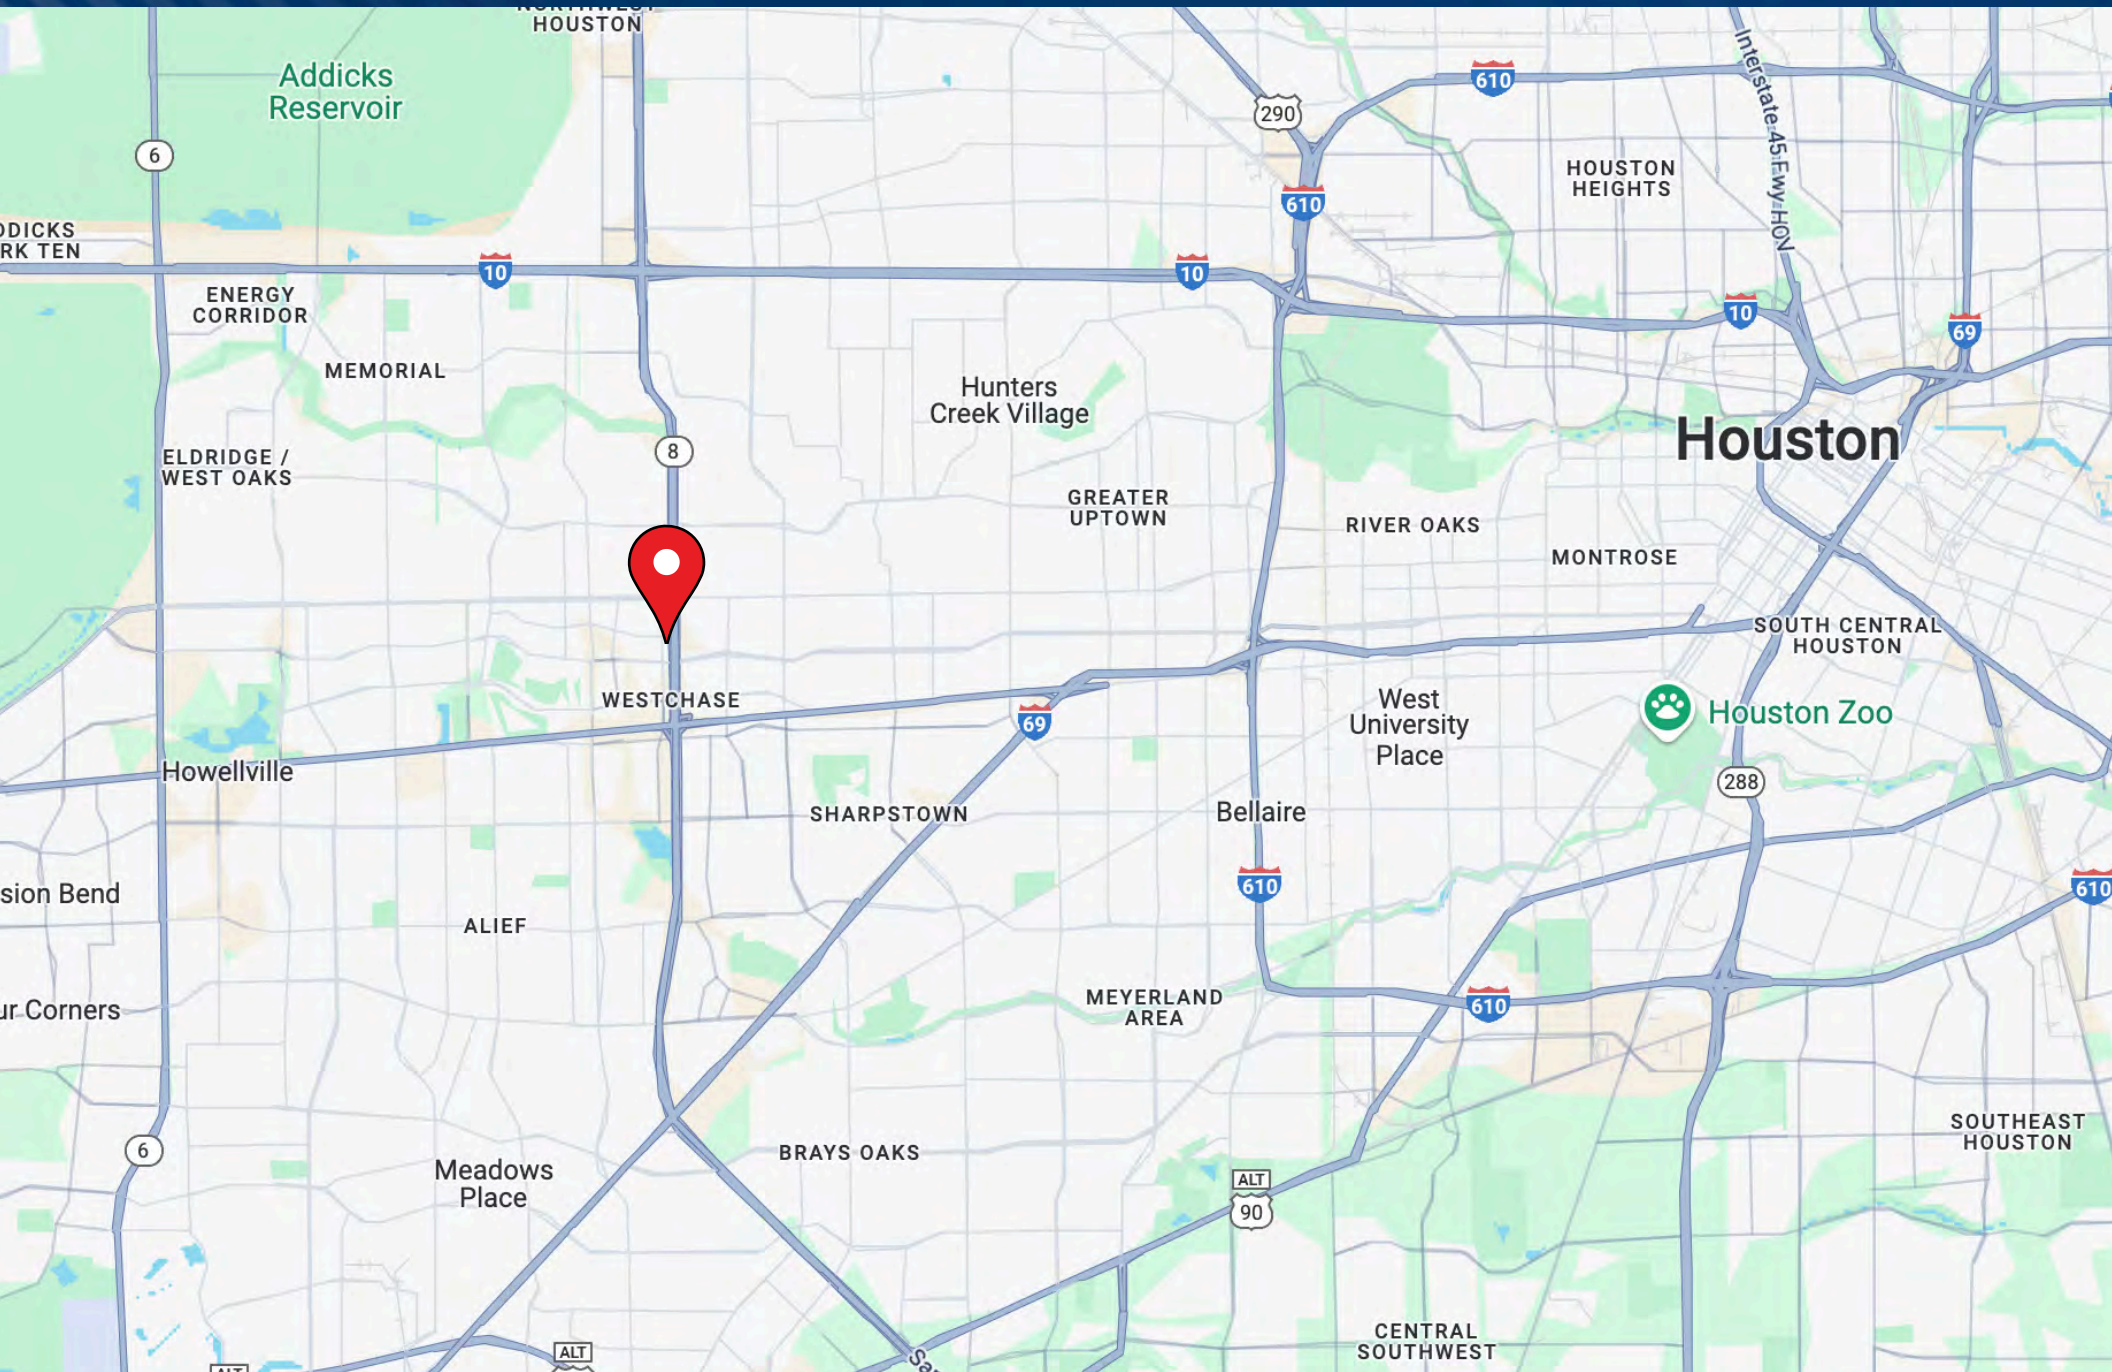 HOUSTON
Addicks
Reservoir
610
290
Interstate 45 Fwy HOV
6
HOUSTON
HEIGHTS
610
RK TEN
10
10
ENERGY
CORRIDOR
10
69
MEMORIAL
Hunters
Creek Village
Houston
8
ELDRIDGE /
WEST OAKS
GREATER
UPTOWN
RIVER OAKS
MONTROSE
SOUTH CENTRAL
HOUSTON
WESTCHASE
West
University
Place
Houston Zoo
69
Howellville
288
SHARPSTOWN
Bellaire
610
610
sion Bend
ALIEF
MEYERLAND
AREA
610
ur Corners
SOUTHEAST
HOUSTON
6
BRAYS OAKS
Meadows
Place
ALT
90
CENTRAL
SOUTHWEST
ALT